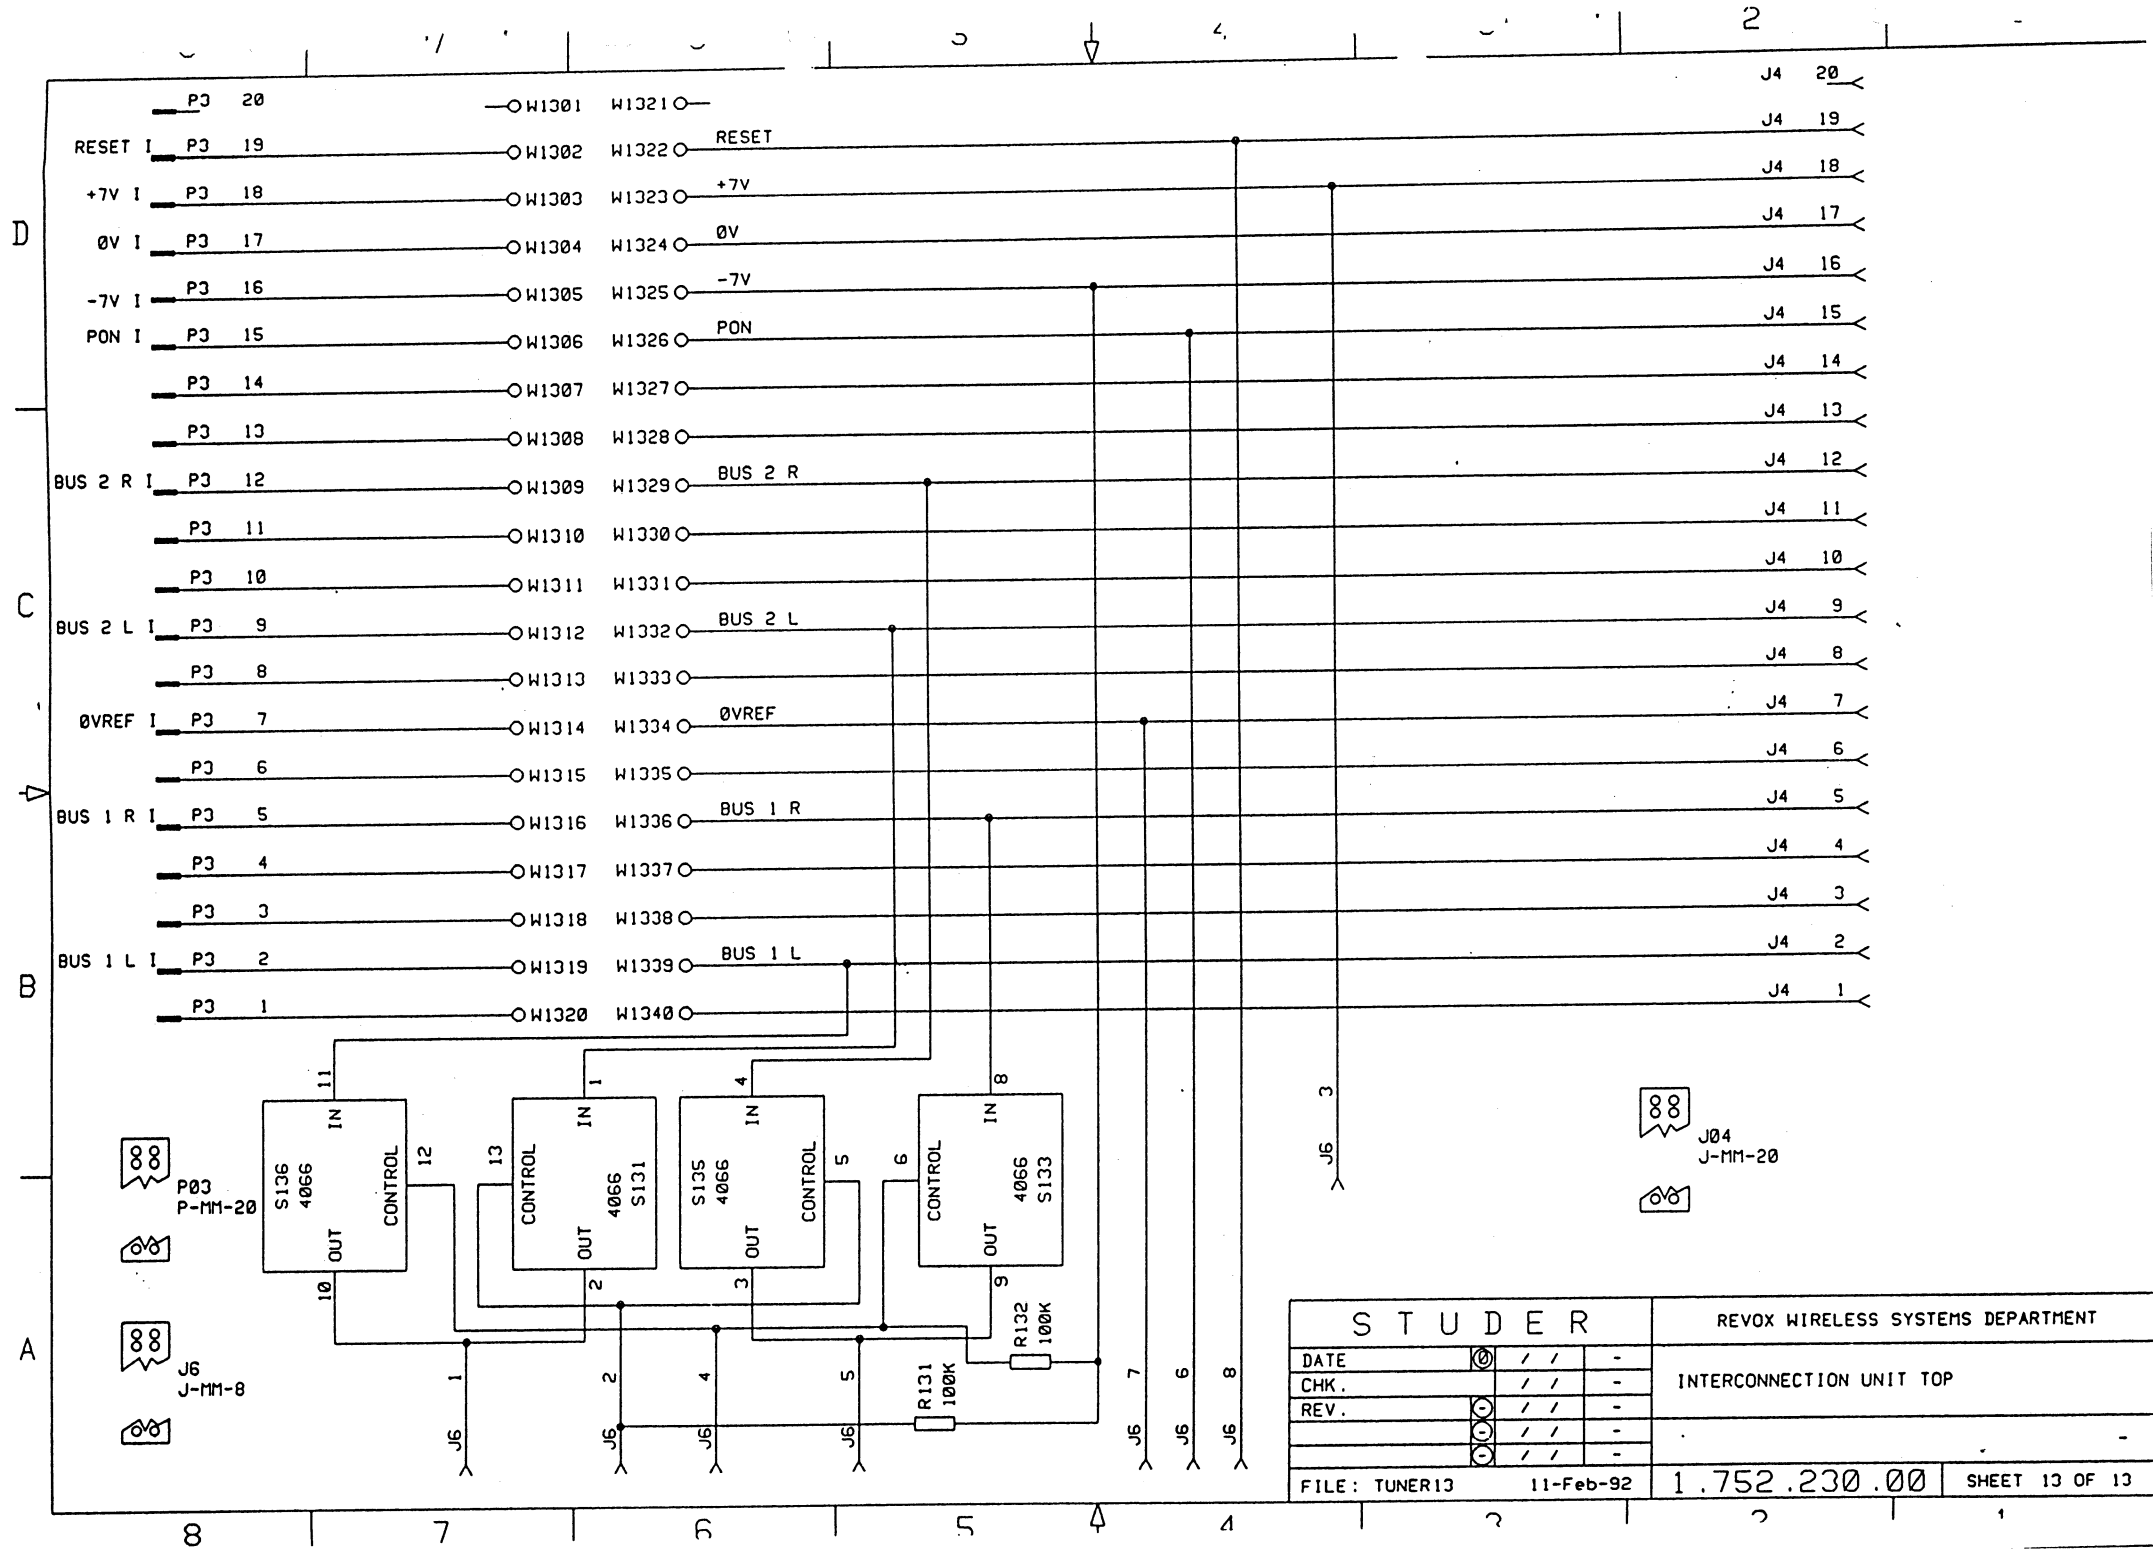 2
P3 20 W1301 W1321 J4 20
RESET I P3 19 W1302 W1322 RESET J4 19
+7V I P3 18 W1303 W1323 +7V J4 18
D
0V I P3 17 W1304 W1324 0V J4 17
-7V I P3 16 W1305 W1325 -7V J4 16
PON I P3 15 W1306 W1326 PON J4 15
P3 14 W1307 W1327 J4 14
P3 13 W1308 W1328 J4 13
BUS 2 R I P3 12 W1309 W1329 BUS 2 R J4 12
P3 11 W1310 W1330 J4 11
P3 10 W1311 W1331 J4 10
C
BUS 2 L I P3 9 W1312 W1332 BUS 2 L J4 9
P3 8 W1313 W1333 J4 8
0VREF I P3 7 W1314 W1334 0VREF J4 7
P3 6 W1315 W1335 J4 6
BUS 1 R I P3 5 W1316 W1336 BUS 1 R J4 5
P3 4 W1317 W1337 J4 4
P3 3 W1318 W1338 J4 3
BUS 1 L I P3 2 W1319 W1339 BUS 1 L J4 2
B
P3 1 W1320 W1340 J4 1
11 IN
S136
4066
CONTROL 12
OUT 10
1 IN
13 CONTROL
4066
S131
OUT 2
4 IN
S135
4066
CONTROL 5
OUT 3
8 IN
6 CONTROL
4066
S133
OUT 9
J6 3
P03
P-MM-20
J04
J-MM-20
A
J6
J-MM-8
R132
100K
R131
100K
J6 1
J6 2
J6 4
J6 5
J6 7
J6 6
J6 8
STUDER
REVOX WIRELESS SYSTEMS DEPARTMENT
DATE 0 / / -
CHK. / / -
INTERCONNECTION UNIT TOP
REV. - / / -
- / / -
- / / -
-
FILE: TUNER13 11-Feb-92
1.752.230.00
SHEET 13 OF 13
8 7 6 5 4